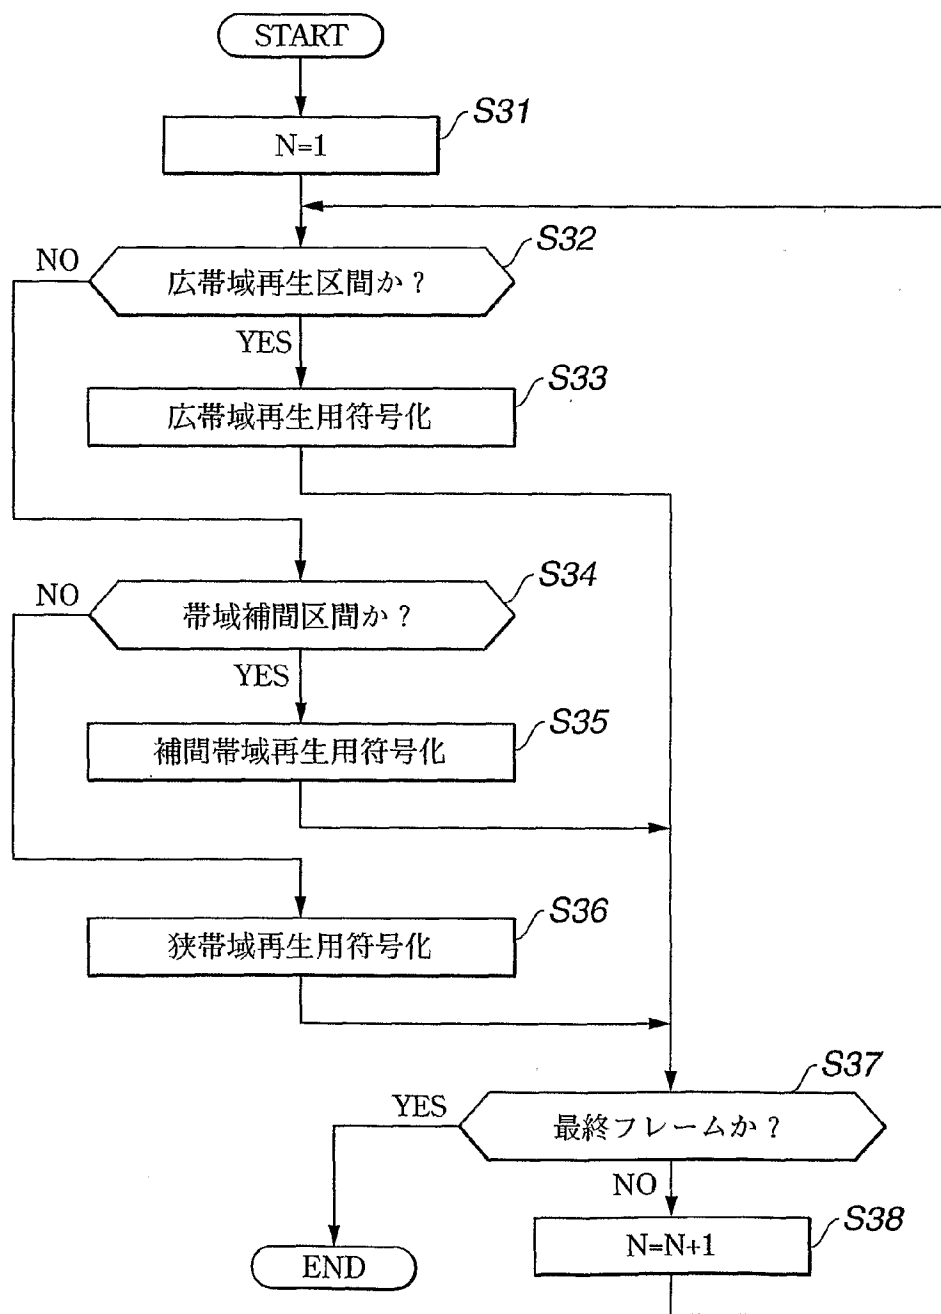 START
S31
N=1
S32
NO
広帯域再生区間か?
YES
S33
広帯域再生用符号化
S34
NO
帯域補間区間か?
YES
S35
補間帯域再生用符号化
S36
狭帯域再生用符号化
S37
YES
最終フレームか?
NO
S38
N=N+1
END